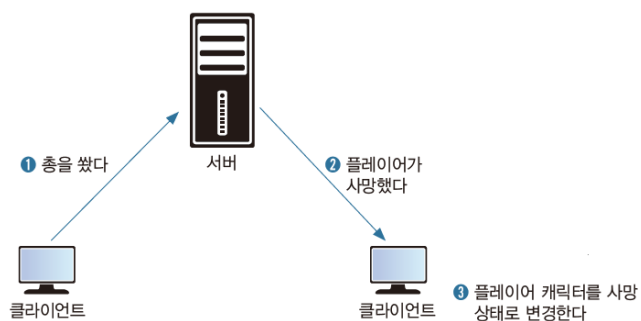 ❶ 총을 쐈다
서버
❷ 플레이어가
사망했다
클라이언트
클라이언트
❸ 플레이어 캐릭터를 사망
상태로 변경한다